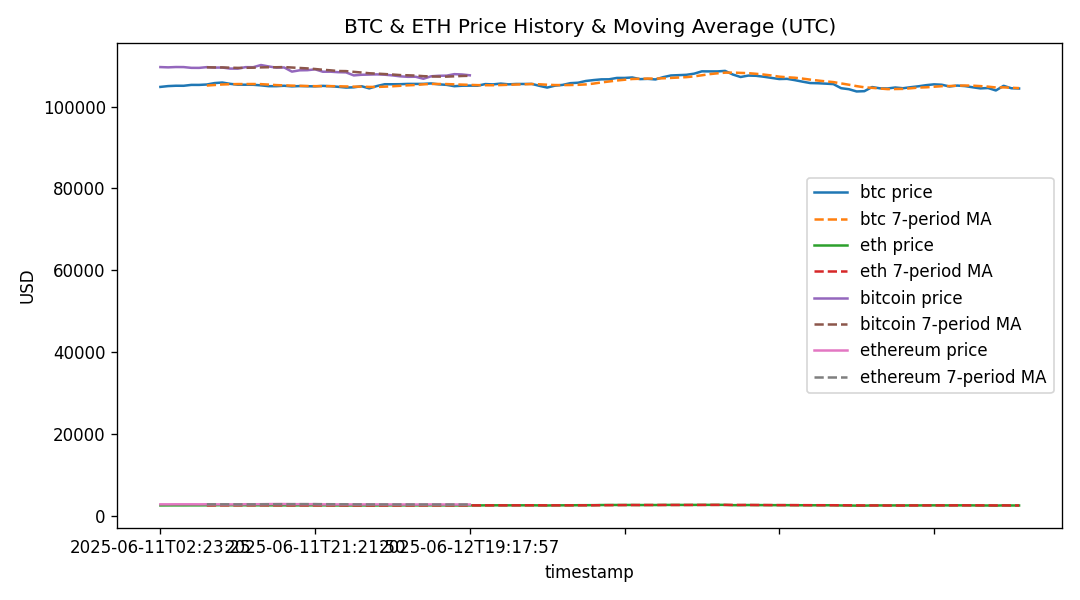 BTC & ETH Price History & Moving Average (UTC)
USD
100000
80000
60000
40000
20000
0
btc price
btc 7-period MA
eth price
eth 7-period MA
bitcoin price
bitcoin 7-period MA
ethereum price
ethereum 7-period MA
2025-06-12T19:17:57
timestamp